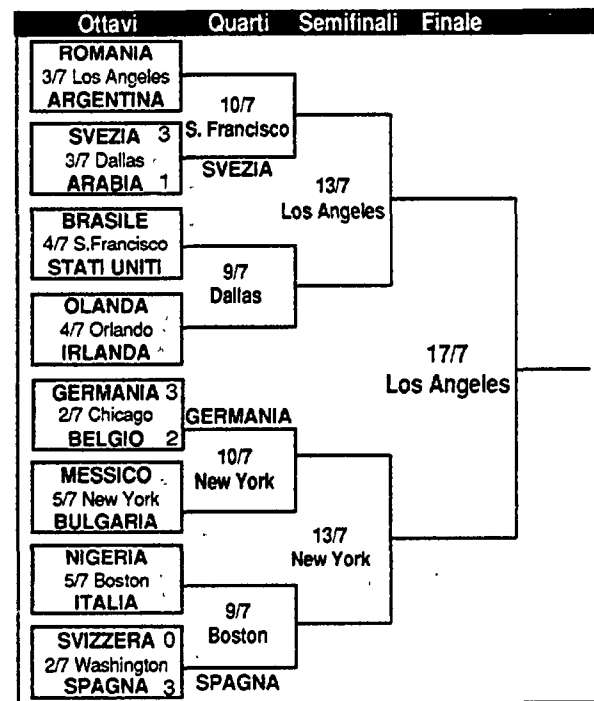 Ottavi Quarti Semifinali Finale
ROMANIA
3/7 Los Angeles
ARGENTINA
SVEZIA 3
3/7 Dallas
ARABIA 1
BRASILE
4/7 S.Francisco
STATI UNITI
OLANDA
4/7 Orlando
IRLANDA
GERMANIA 3
2/7 Chicago
BELGIO 2
MESSICO
5/7 New York
BULGARIA
NIGERIA
5/7 Boston
ITALIA
SVIZZERA 0
2/7 Washington
SPAGNA 3
10/7
S. Francisco
SVEZIA
9/7
Dallas
GERMANIA
10/7
New York
9/7
Boston
SPAGNA
13/7
Los Angeles
13/7
New York
17/7
Los Angeles